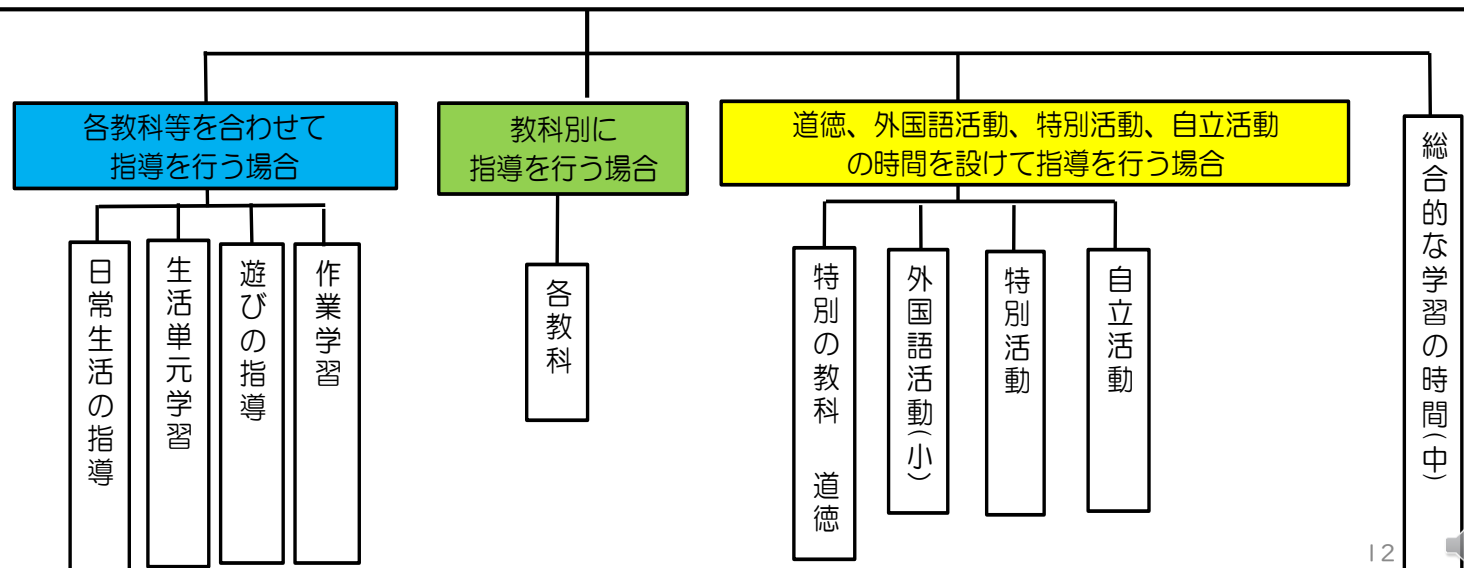 各教科等を合わせて
指導を行う場合
教科別に
指導を行う場合
道徳、外国語活動、特別活動、自立活動
の時間を設けて指導を行う場合
日常生活の指導
生活単元学習
遊びの指導
作業学習
各教科
特別の教科　道徳
外国語活動(小)
特別活動
自立活動
総合的な学習の時間(中)
12